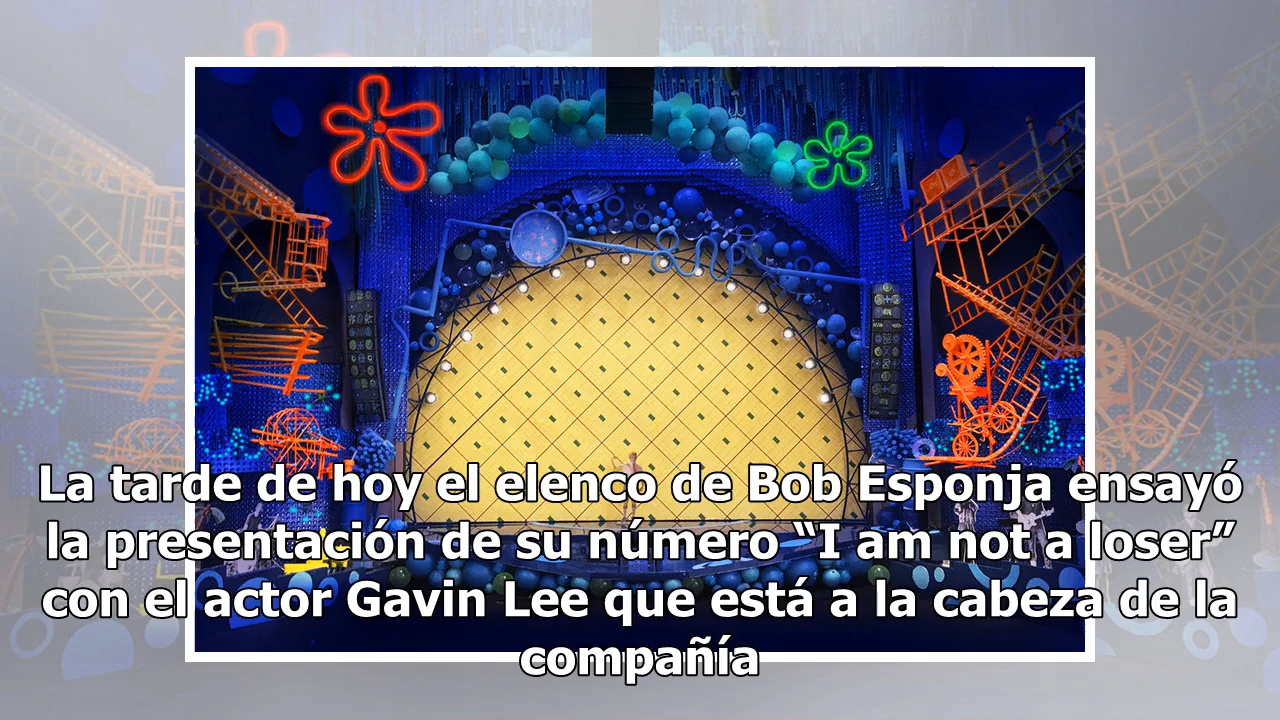 La tarde de hoy el elenco de Bob Esponja ensayó
la presentación de su número “I am not a loser”
con el actor Gavin Lee que está a la cabeza de la
compañía